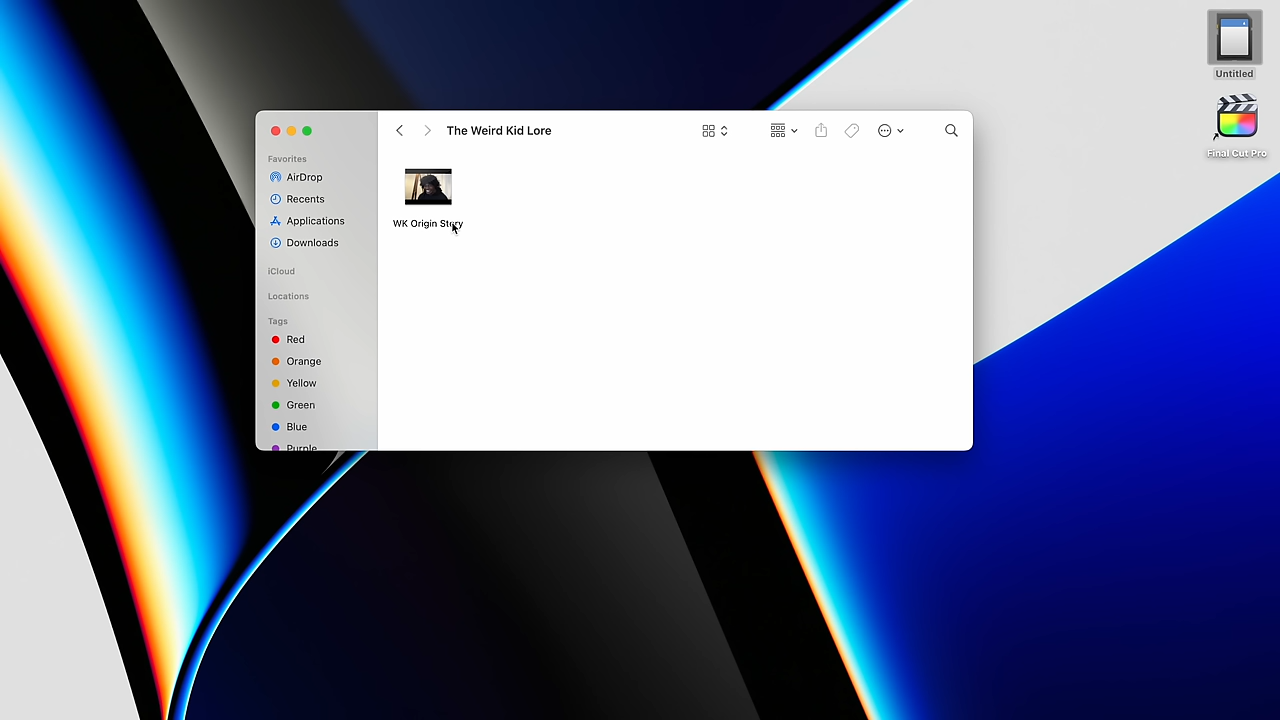 Untitled
Final Cut Pro
The Weird Kid Lore
Favorites
AirDrop
Recents
Applications
Downloads
iCloud
Locations
Tags
Red
Orange
Yellow
Green
Blue
Purple
WK Origin Story